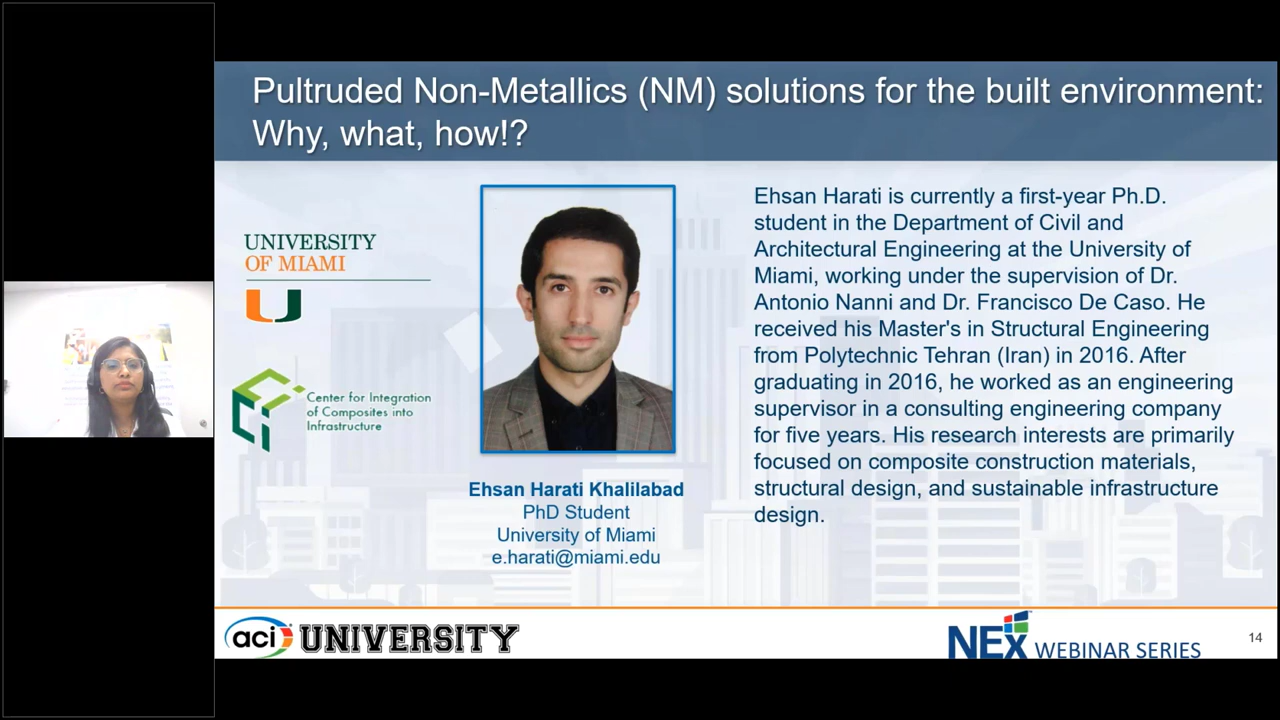 Pultruded Non-Metallics (NM) solutions for the built environment:
Why, what, how!?
UNIVERSITY
OF MIAMI
Center for Integration
of Composites into
Infrastructure
Ehsan Harati Khalilabad
PhD Student
University of Miami
e.harati@miami.edu
Ehsan Harati is currently a first-year Ph.D.
student in the Department of Civil and
Architectural Engineering at the University of
Miami, working under the supervision of Dr.
Antonio Nanni and Dr. Francisco De Caso. He
received his Master's in Structural Engineering
from Polytechnic Tehran (Iran) in 2016. After
graduating in 2016, he worked as an engineering
supervisor in a consulting engineering company
for five years. His research interests are primarily
focused on composite construction materials,
structural design, and sustainable infrastructure
design.
aci UNIVERSITY
NEX WEBINAR SERIES
14